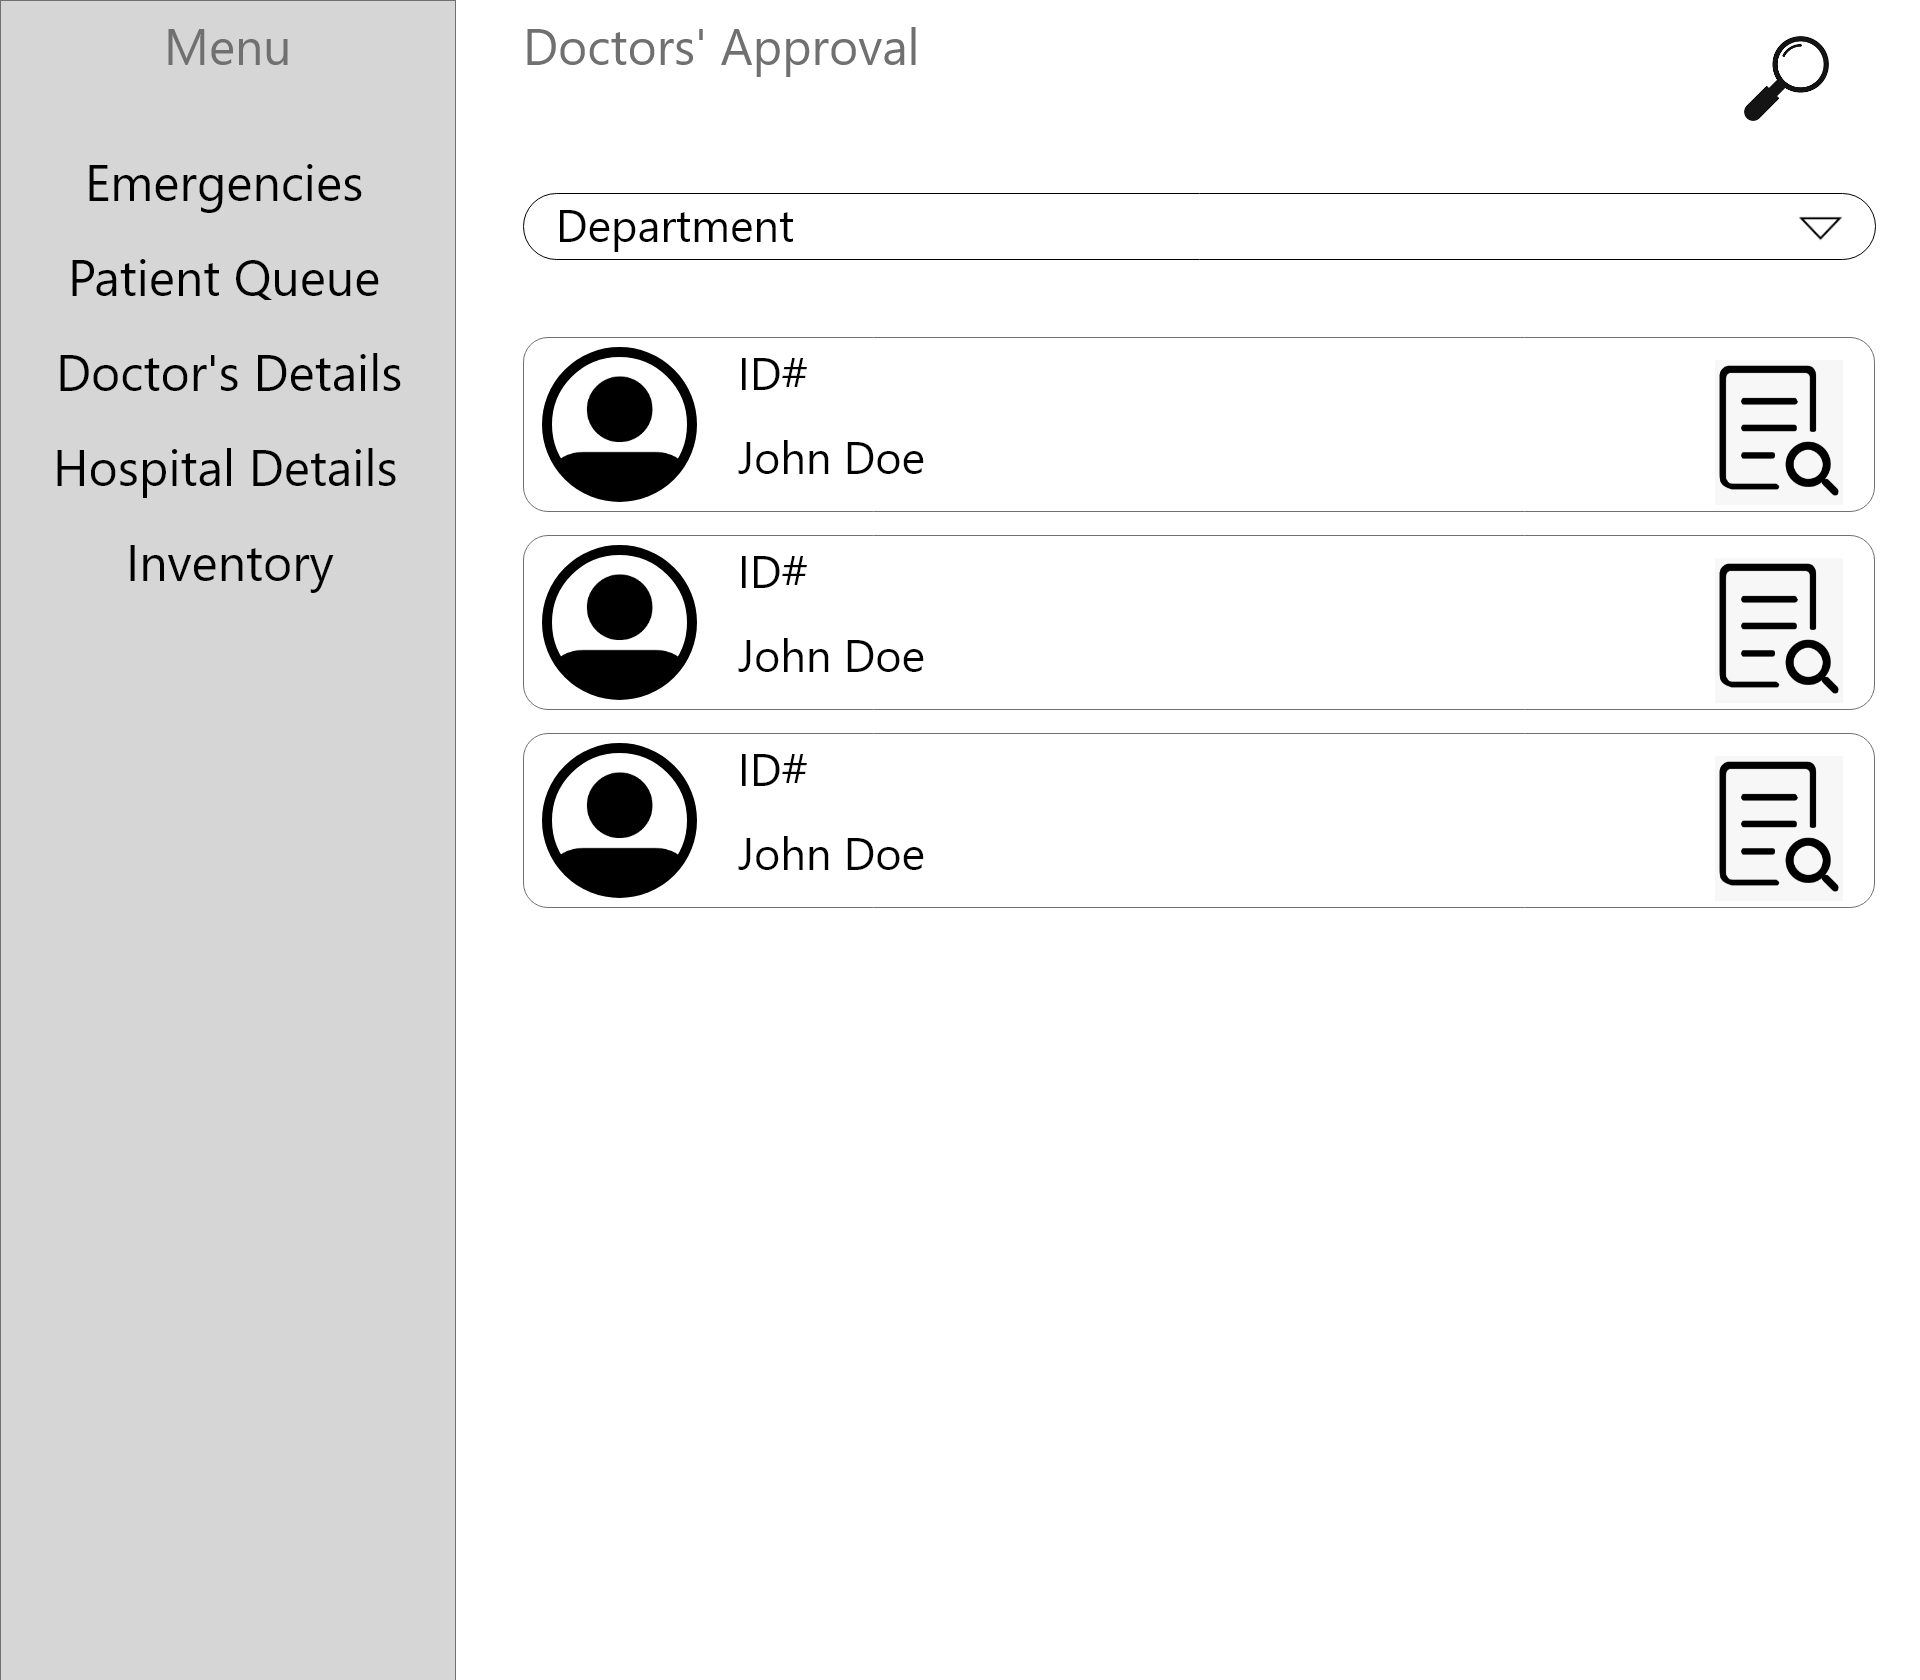 Menu
Emergencies
Patient Queue
Doctor's Details
Hospital Details
Inventory
Doctors' Approval
Department
ID#
John Doe
ID#
John Doe
ID#
John Doe